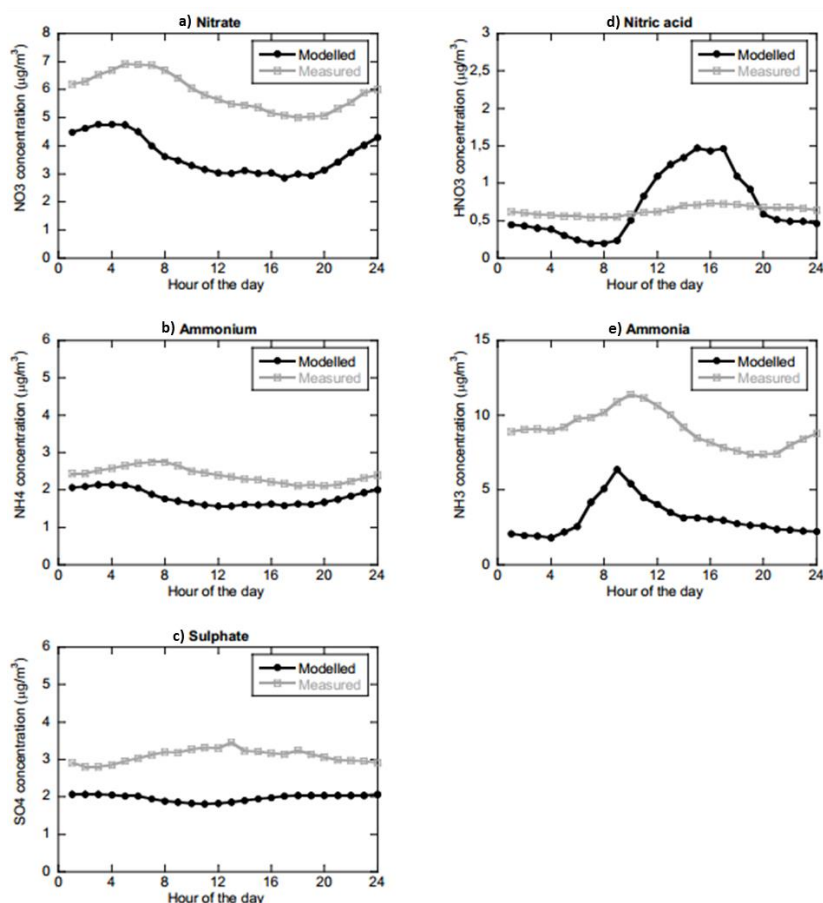 a) Nitrate
NO3 concentration (µg/m³)
8
7
6
5
4
3
2
1
0
Modelled
Measured
0 4 8 12 16 20 24
Hour of the day
d) Nitric acid
HNO3 concentration (µg/m³)
3
2,5
2
1,5
1
0,5
0
Modelled
Measured
0 4 8 12 16 20 24
Hour of the day
b) Ammonium
NH4 concentration (µg/m³)
6
5
4
3
2
1
0
Modelled
Measured
0 4 8 12 16 20 24
Hour of the day
e) Ammonia
NH3 concentration (µg/m³)
15
10
5
0
Modelled
Measured
0 4 8 12 16 20 24
Hour of the day
c) Sulphate
SO4 concentration (µg/m³)
6
5
4
3
2
1
0
Modelled
Measured
0 4 8 12 16 20 24
Hour of the day